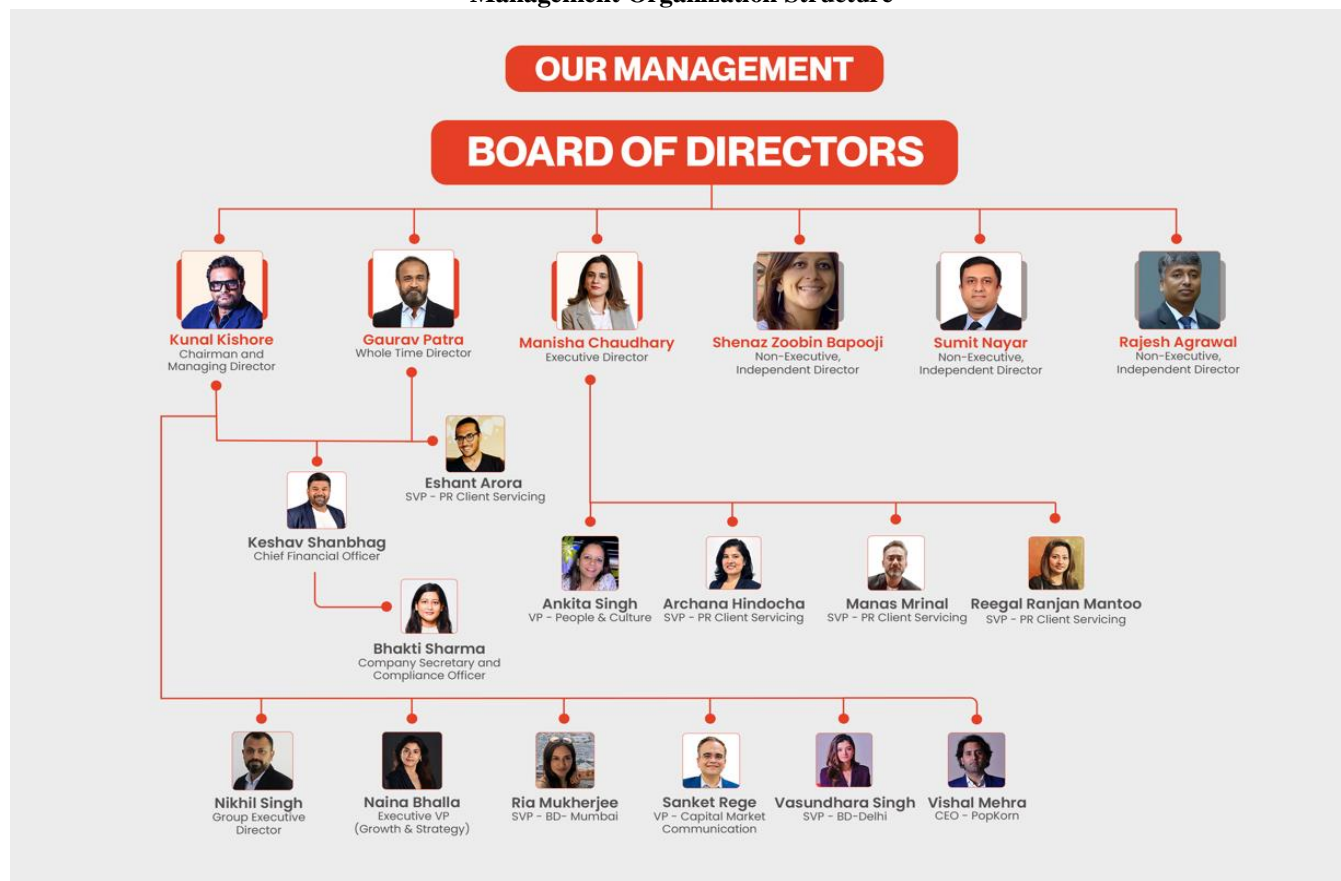 Management Organization Structure
OUR MANAGEMENT
BOARD OF DIRECTORS
Kunal Kishore
Chairman and
Managing Director
Gaurav Patra
Whole Time Director
Manisha Chaudhary
Executive Director
Shenaz Zoobin Bapooji
Non-Executive,
Independent Director
Sumit Nayar
Non-Executive,
Independent Director
Rajesh Agrawal
Non-Executive,
Independent Director
Eshant Arora
SVP - PR Client Servicing
Keshav Shanbhag
Chief Financial Officer
Bhakti Sharma
Company Secretary and
Compliance Officer
Ankita Singh
VP - People & Culture
Archana Hindocha
SVP - PR Client Servicing
Manas Mrinal
SVP - PR Client Servicing
Reegal Ranjan Mantoo
SVP - PR Client Servicing
Nikhil Singh
Group Executive
Director
Naina Bhalla
Executive VP
(Growth & Strategy)
Ria Mukherjee
SVP - BD- Mumbai
Sanket Rege
VP - Capital Market
Communication
Vasundhara Singh
SVP - BD-Delhi
Vishal Mehra
CEO - PopKorn